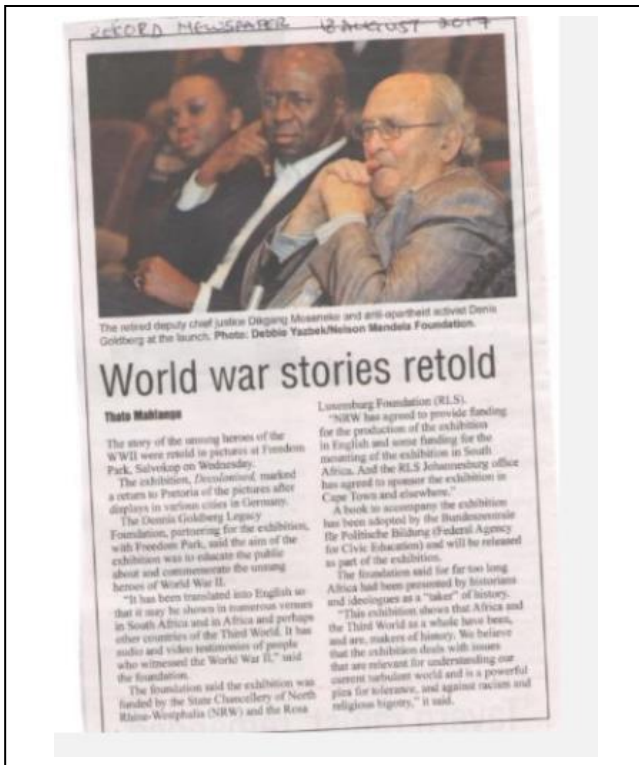 REKORD NEWSPAPER 18 AUGUST 2017
The retired deputy chief justice Dikgang Moseneke and anti-apartheid activist Denis
Goldberg at the launch. Photo: Debbie Yazbek/Nelson Mandela Foundation.
World war stories retold
Thato Mahlangu
The story of the unsung heroes of the
WWII were retold in pictures at Freedom
Park, Salvokop on Wednesday.
The exhibition, Decolonised, marked
a return to Pretoria of the pictures after
displays in various cities in Germany.
The Dennis Goldberg Legacy
Foundation, partnering for the exhibition,
with Freedom Park, said the aim of the
exhibition was to educate the public
about and commemorate the unsung
heroes of World War II.
"It has been translated into English so
that it may be shown in numerous venues
in South Africa and in Africa and perhaps
other countries of the Third World. It has
audio and video testimonies of people
who witnessed the World War II," said
the foundation.
The foundation said the exhibition was
funded by the State Chancellery of North
Rhine-Westphalia (NRW) and the Rosa
Luxemburg Foundation (RLS).
"NRW has agreed to provide funding
for the production of the exhibition
in English and some funding for the
mounting of the exhibition in South
Africa. And the RLS Johannesburg office
has agreed to sponsor the exhibition in
Cape Town and elsewhere."
A book to accompany the exhibition
has been adopted by the Bundeszentrale
für Politische Bildung (Federal Agency
for Civic Education) and will be released
as part of the exhibition.
The foundation said for far too long
Africa had been presented by historians
and ideologues as a "taker" of history.
"This exhibition shows that Africa and
the Third World as a whole have been,
and are, makers of history. We believe
that the exhibition deals with issues
that are relevant for understanding our
current turbulent world and is a powerful
plea for tolerance, and against racism and
religious bigotry," it said.